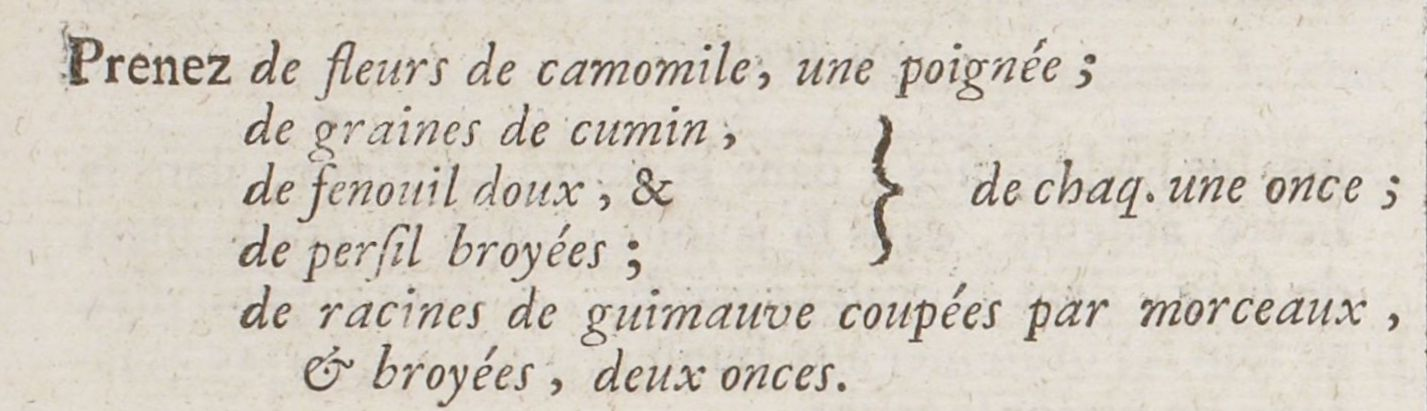 Prenez de fleurs de camomile, une poignée ;
de graines de cumin ,
de fenouil doux , &
de perſil broyées ;
} de chaq. une once ;
de racines de guimauve coupées par morceaux ,
& broyées , deux onces.